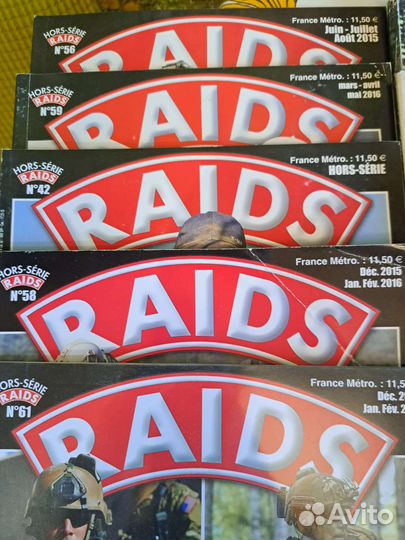 HORS-SÉRIE
RAIDS
N°56
RAIDS
France Métro. : 11,50 €
Juin - Juillet
Août 2015
HORS-SÉRIE
RAIDS
N°59
RAIDS
France Métro. : 11,50 €
mars - avril
mai 2016
HORS-SÉRIE
RAIDS
N°42
RAIDS
France Métro. : 11,50 €
HORS-SÉRIE
HORS-SÉRIE
RAIDS
N°58
RAIDS
France Métro. : 11,50 €
Déc. 2015
Jan. Fév. 2016
HORS-SÉRIE
RAIDS
N°61
RAIDS
France Métro. : 11,5
Déc.
Jan. Fév.
Avito